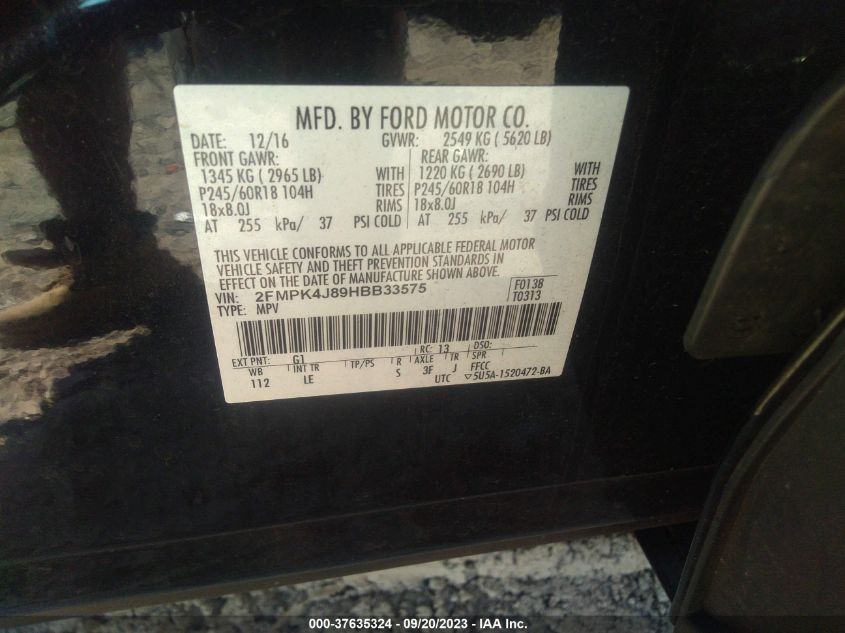 MFD. BY FORD MOTOR CO.
DATE: 12/16 GVWR: 2549 KG ( 5620 LB)
FRONT GAWR: REAR GAWR:
1345 KG ( 2965 LB) WITH 1220 KG ( 2690 LB) WITH
P245/60R18 104H TIRES P245/60R18 104H TIRES
18x8.0J RIMS 18x8.0J RIMS
AT 255 kPa/ 37 PSI COLD AT 255 kPa/ 37 PSI COLD
THIS VEHICLE CONFORMS TO ALL APPLICABLE FEDERAL MOTOR
VEHICLE SAFETY AND THEFT PREVENTION STANDARDS IN
EFFECT ON THE DATE OF MANUFACTURE SHOWN ABOVE.
VIN: 2FMPK4J89HBB33575 F0138
TYPE: MPV T0313
EXT PNT: G1 RC: 13 DSO:
WB INT TR TP/PS R AXLE TR SPR
112 LE S 3F J FFCC
UTC ▽5U5A-1520472-BA
000-37635324 - 09/20/2023 - IAA Inc.